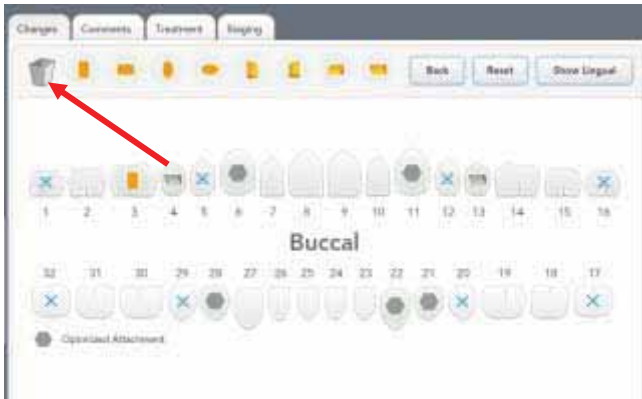 Changes Comments Treatment Staging
Back Reset Show Lingual
1 2 3 4 5 6 7 8 9 10 11 12 13 14 15 16
Buccal
32 31 30 29 28 27 26 25 24 23 22 21 20 19 18 17
Optimized Attachment